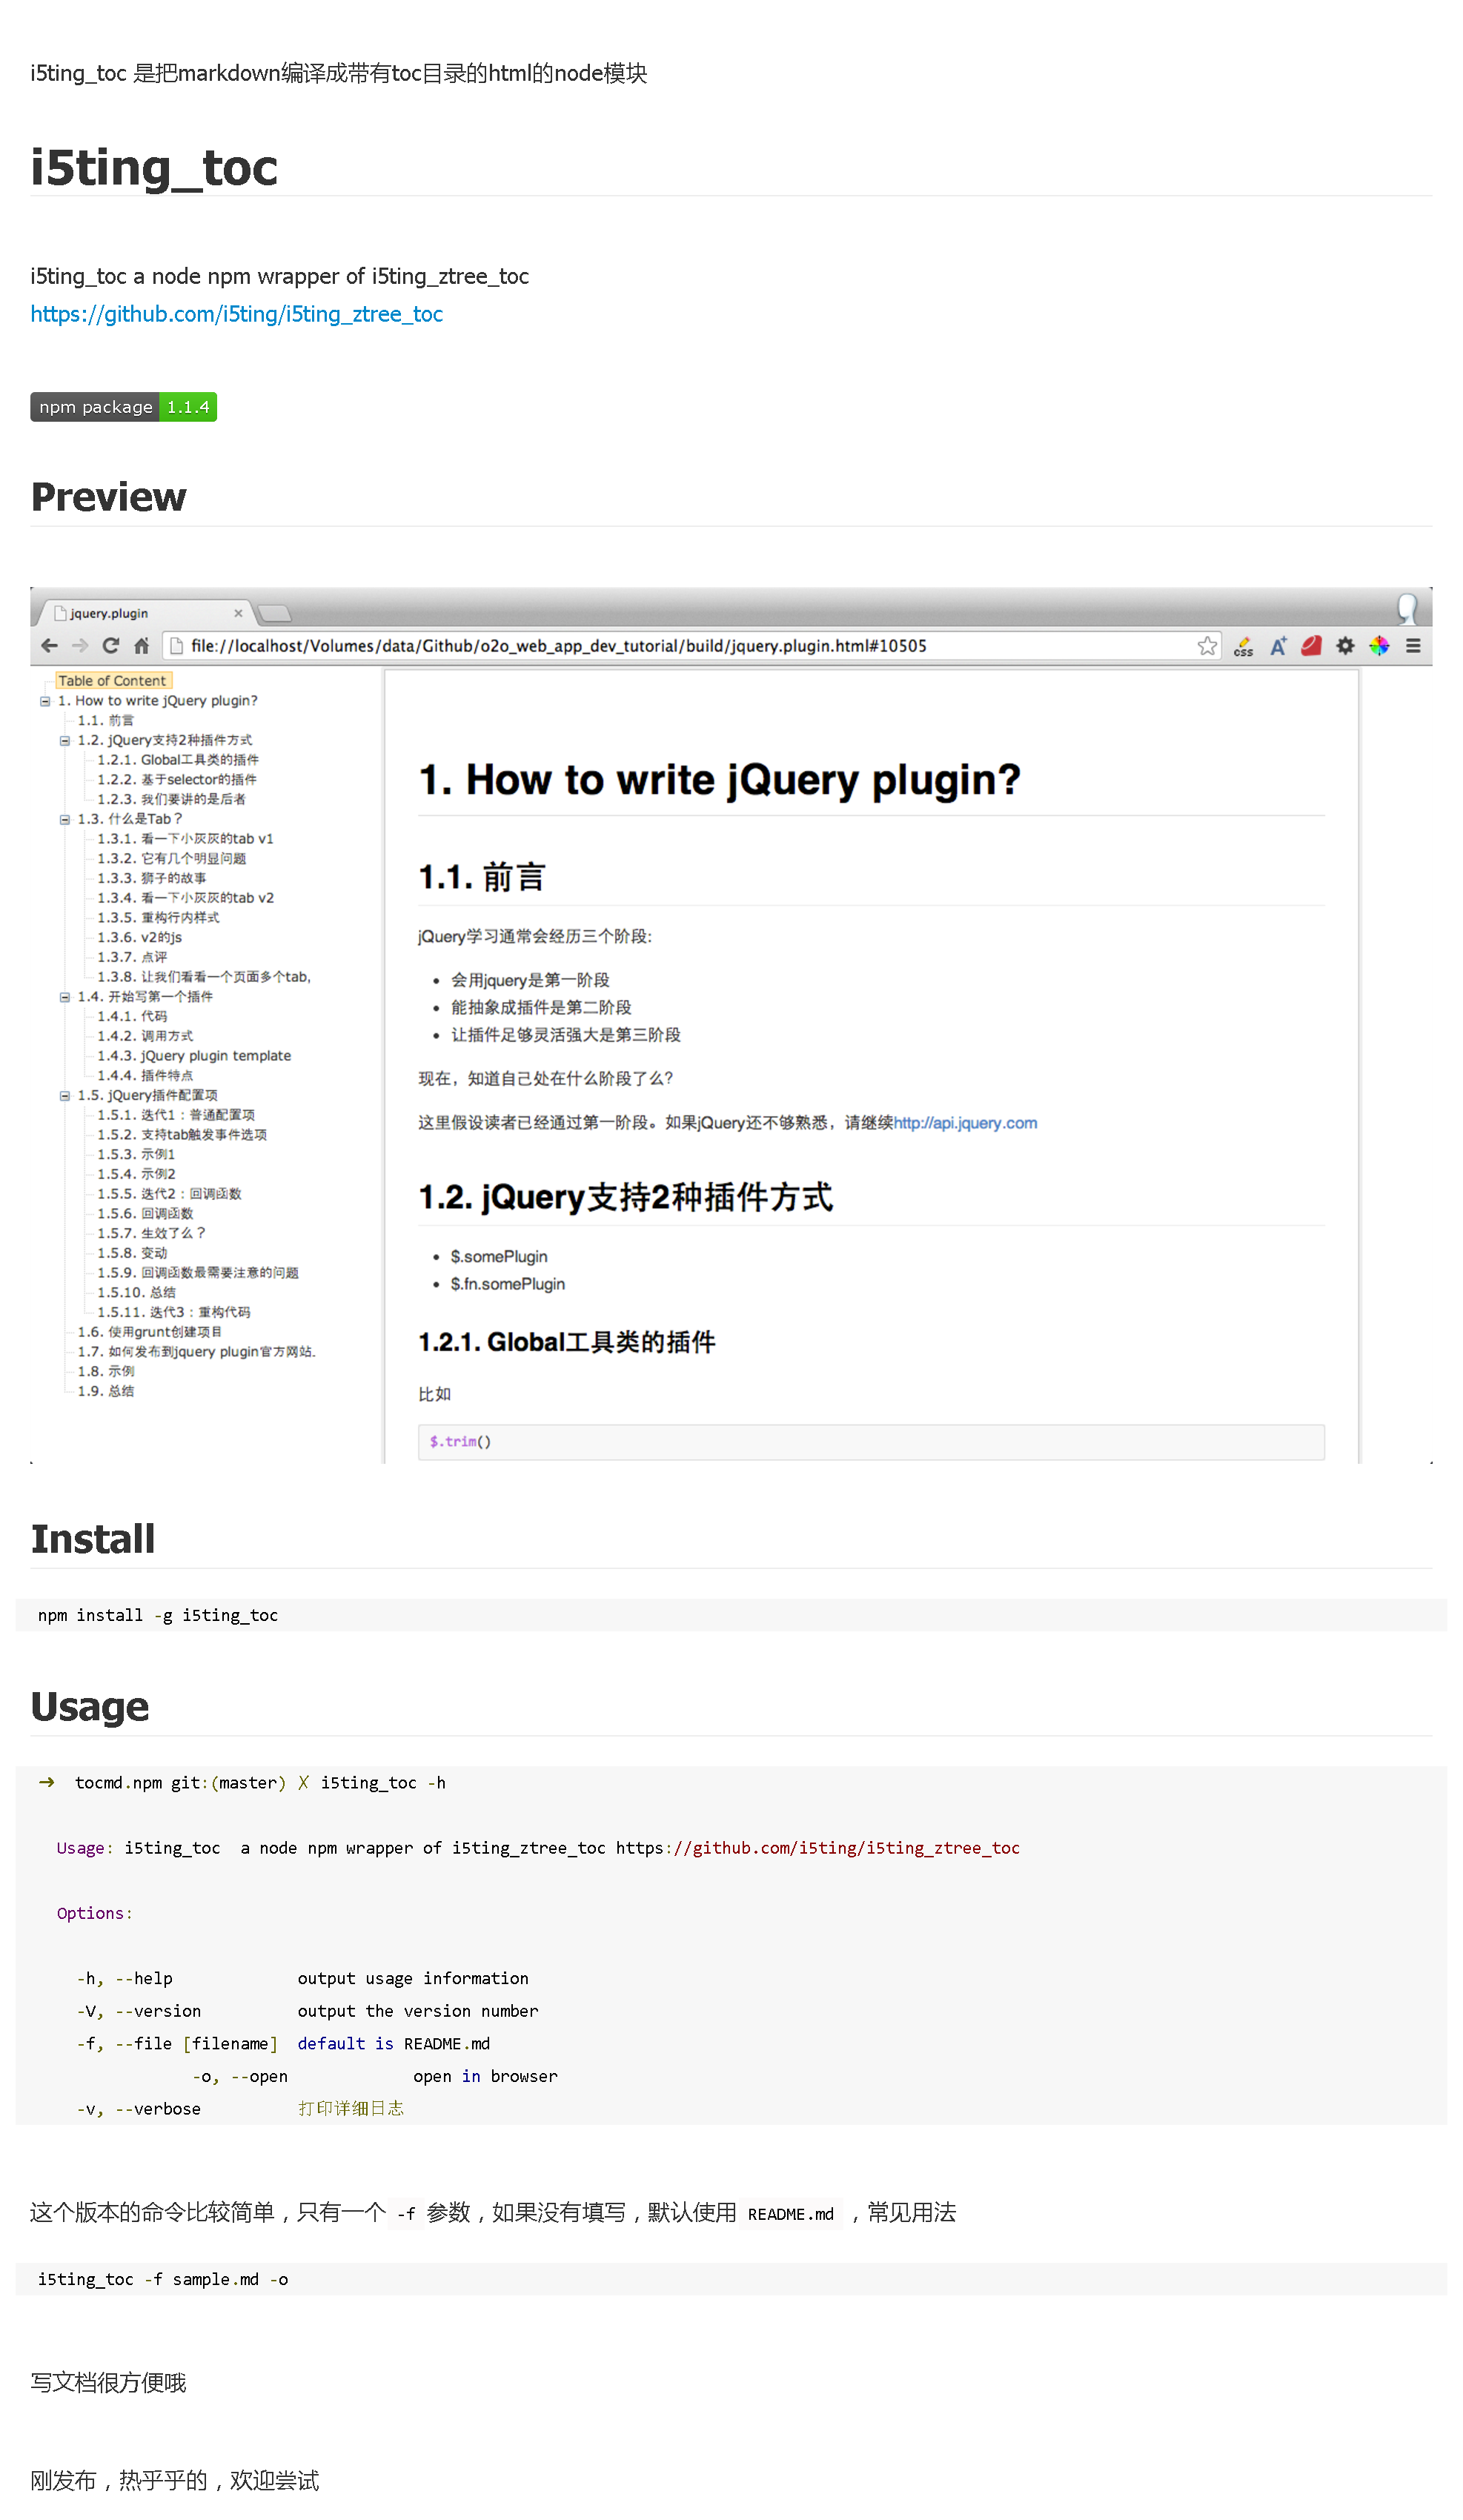 i5ting_toc 是把markdown编译成带有toc目录的html的node模块
i5ting_toc
i5ting_toc a node npm wrapper of i5ting_ztree_toc
https://github.com/i5ting/i5ting_ztree_toc
npm package 1.1.4
Preview
jquery.plugin
file://localhost/Volumes/data/Github/o2o_web_app_dev_tutorial/build/jquery.plugin.html#10505
css
Table of Content
1. How to write jQuery plugin?
1.1. 前言
1.2. jQuery支持2种插件方式
1.2.1. Global工具类的插件
1.2.2. 基于selector的插件
1.2.3. 我们要讲的是后者
1.3. 什么是Tab？
1.3.1. 看一下小灰灰的tab v1
1.3.2. 它有几个明显问题
1.3.3. 狮子的故事
1.3.4. 看一下小灰灰的tab v2
1.3.5. 重构行内样式
1.3.6. v2的js
1.3.7. 点评
1.3.8. 让我们看看一个页面多个tab,
1.4. 开始写第一个插件
1.4.1. 代码
1.4.2. 调用方式
1.4.3. jQuery plugin template
1.4.4. 插件特点
1.5. jQuery插件配置项
1.5.1. 迭代1：普通配置项
1.5.2. 支持tab触发事件选项
1.5.3. 示例1
1.5.4. 示例2
1.5.5. 迭代2：回调函数
1.5.6. 回调函数
1.5.7. 生效了么？
1.5.8. 变动
1.5.9. 回调函数最需要注意的问题
1.5.10. 总结
1.5.11. 迭代3：重构代码
1.6. 使用grunt创建项目
1.7. 如何发布到jquery plugin官方网站.
1.8. 示例
1.9. 总结
1. How to write jQuery plugin?
1.1. 前言
jQuery学习通常会经历三个阶段:
• 会用jquery是第一阶段
• 能抽象成插件是第二阶段
• 让插件足够灵活强大是第三阶段
现在，知道自己处在什么阶段了么?
这里假设读者已经通过第一阶段。如果jQuery还不够熟悉，请继续http://api.jquery.com
1.2. jQuery支持2种插件方式
• $.somePlugin
• $.fn.somePlugin
1.2.1. Global工具类的插件
比如
$.trim()
Install
npm install -g i5ting_toc
Usage
➜  tocmd.npm git:(master) ✗ i5ting_toc -h
Usage: i5ting_toc  a node npm wrapper of i5ting_ztree_toc https://github.com/i5ting/i5ting_ztree_toc
Options:
-h, --help             output usage information
-V, --version          output the version number
-f, --file [filename]  default is README.md
-o, --open             open in browser
-v, --verbose          打印详细日志
这个版本的命令比较简单，只有一个 -f 参数，如果没有填写，默认使用 README.md ，常见用法
i5ting_toc -f sample.md -o
写文档很方便哦
刚发布，热乎乎的，欢迎尝试